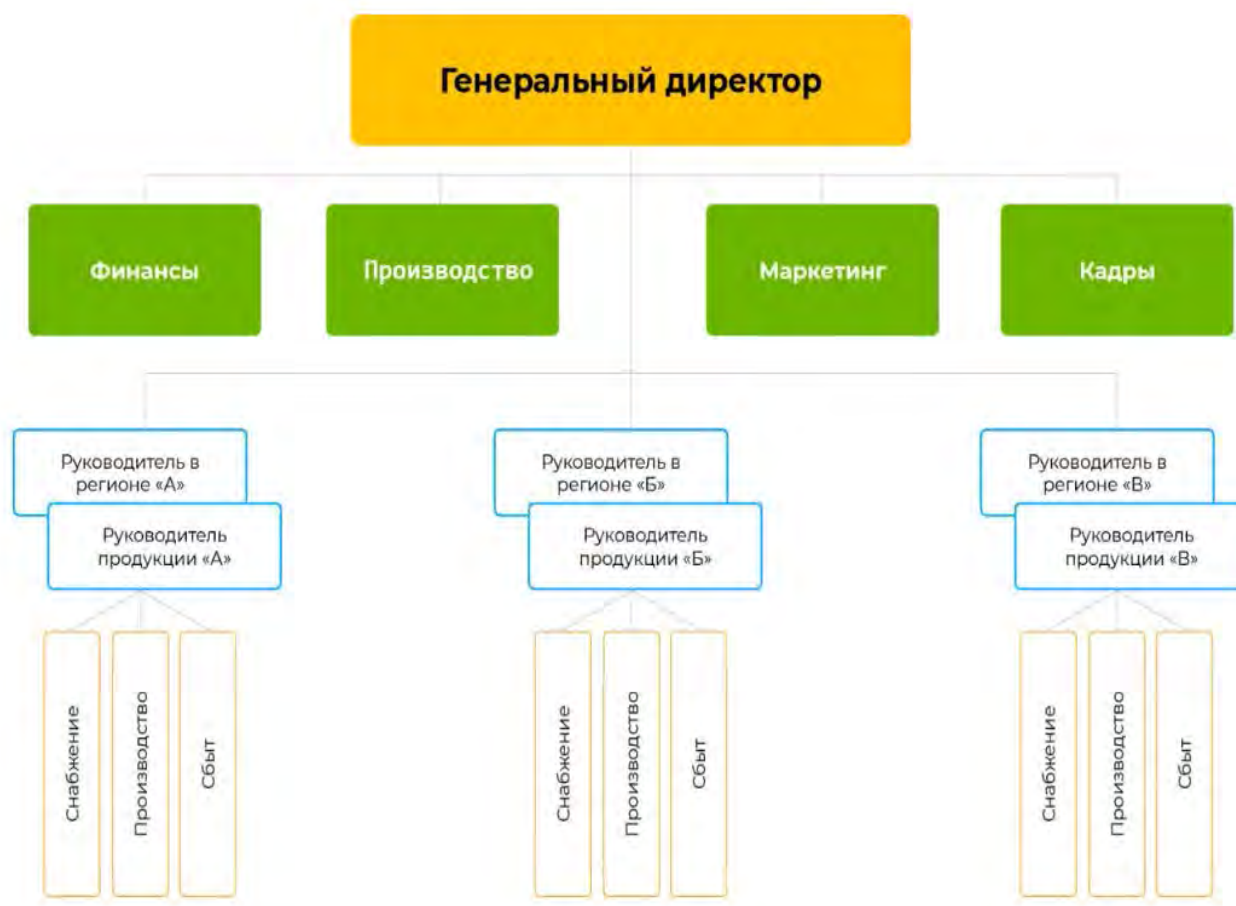 Генеральный директор
Финансы
Производство
Маркетинг
Кадры
Руководитель в
регионе «А»
Руководитель
продукции «А»
Руководитель в
регионе «Б»
Руководитель
продукции «Б»
Руководитель в
регионе «В»
Руководитель
продукции «В»
Снабжение
Производство
Сбыт
Снабжение
Производство
Сбыт
Снабжение
Производство
Сбыт